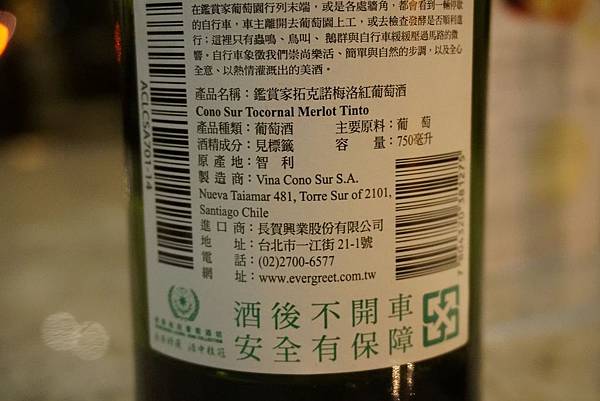 在鑑賞家葡萄園行列末端，或是各處牆角，都會看到一輛停歇
的自行車，車主離開去葡萄園上工，或去檢查發酵是否順利進
行；這裡只有蟲鳴、鳥叫、鵝群與自行車緩緩壓過馬路的微
響。自行車象徵我們崇尚樂活、簡單與自然的步調，以及全心
全意、以熱情灌溉出的美酒。
產品名稱：鑑賞家拓克諾梅洛紅葡萄酒
Cono Sur Tocornal Merlot Tinto
產品種類：葡萄酒 主要原料：葡 萄
酒精成分：見標籤 容 量：750毫升
原 產 地：智 利
製 造 商：Vina Cono Sur S.A.
Nueva Taiamar 481, Torre Sur of 2101,
Santiago Chile
進 口 商：長賀興業股份有限公司
地 址：台北市一江街 21-1號
電 話：(02)2700-6577
網 址：www.evergreet.com.tw
酒後不開車
安全有保障
ACLCSA701-14
7 804320 381275